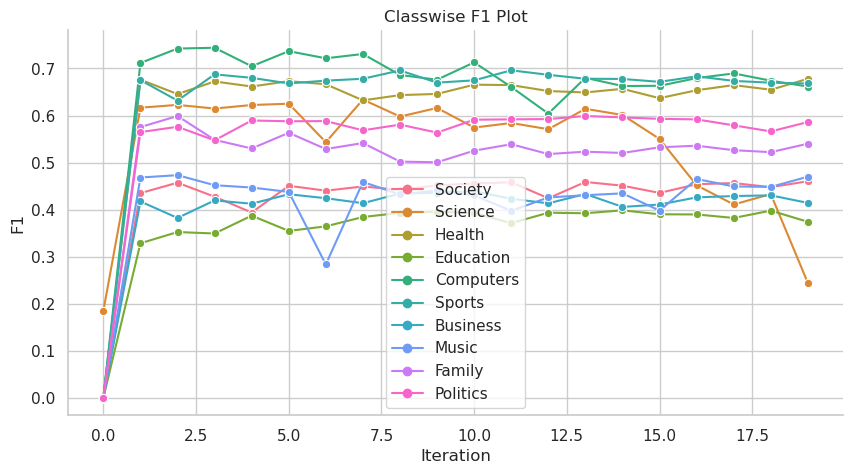 Classwise F1 Plot
F1
0.7
0.6
0.5
0.4
0.3
0.2
0.1
0.0
Society
Science
Health
Education
Computers
Sports
Business
Music
Family
Politics
0.0 2.5 5.0 7.5 10.0 12.5 15.0 17.5
Iteration